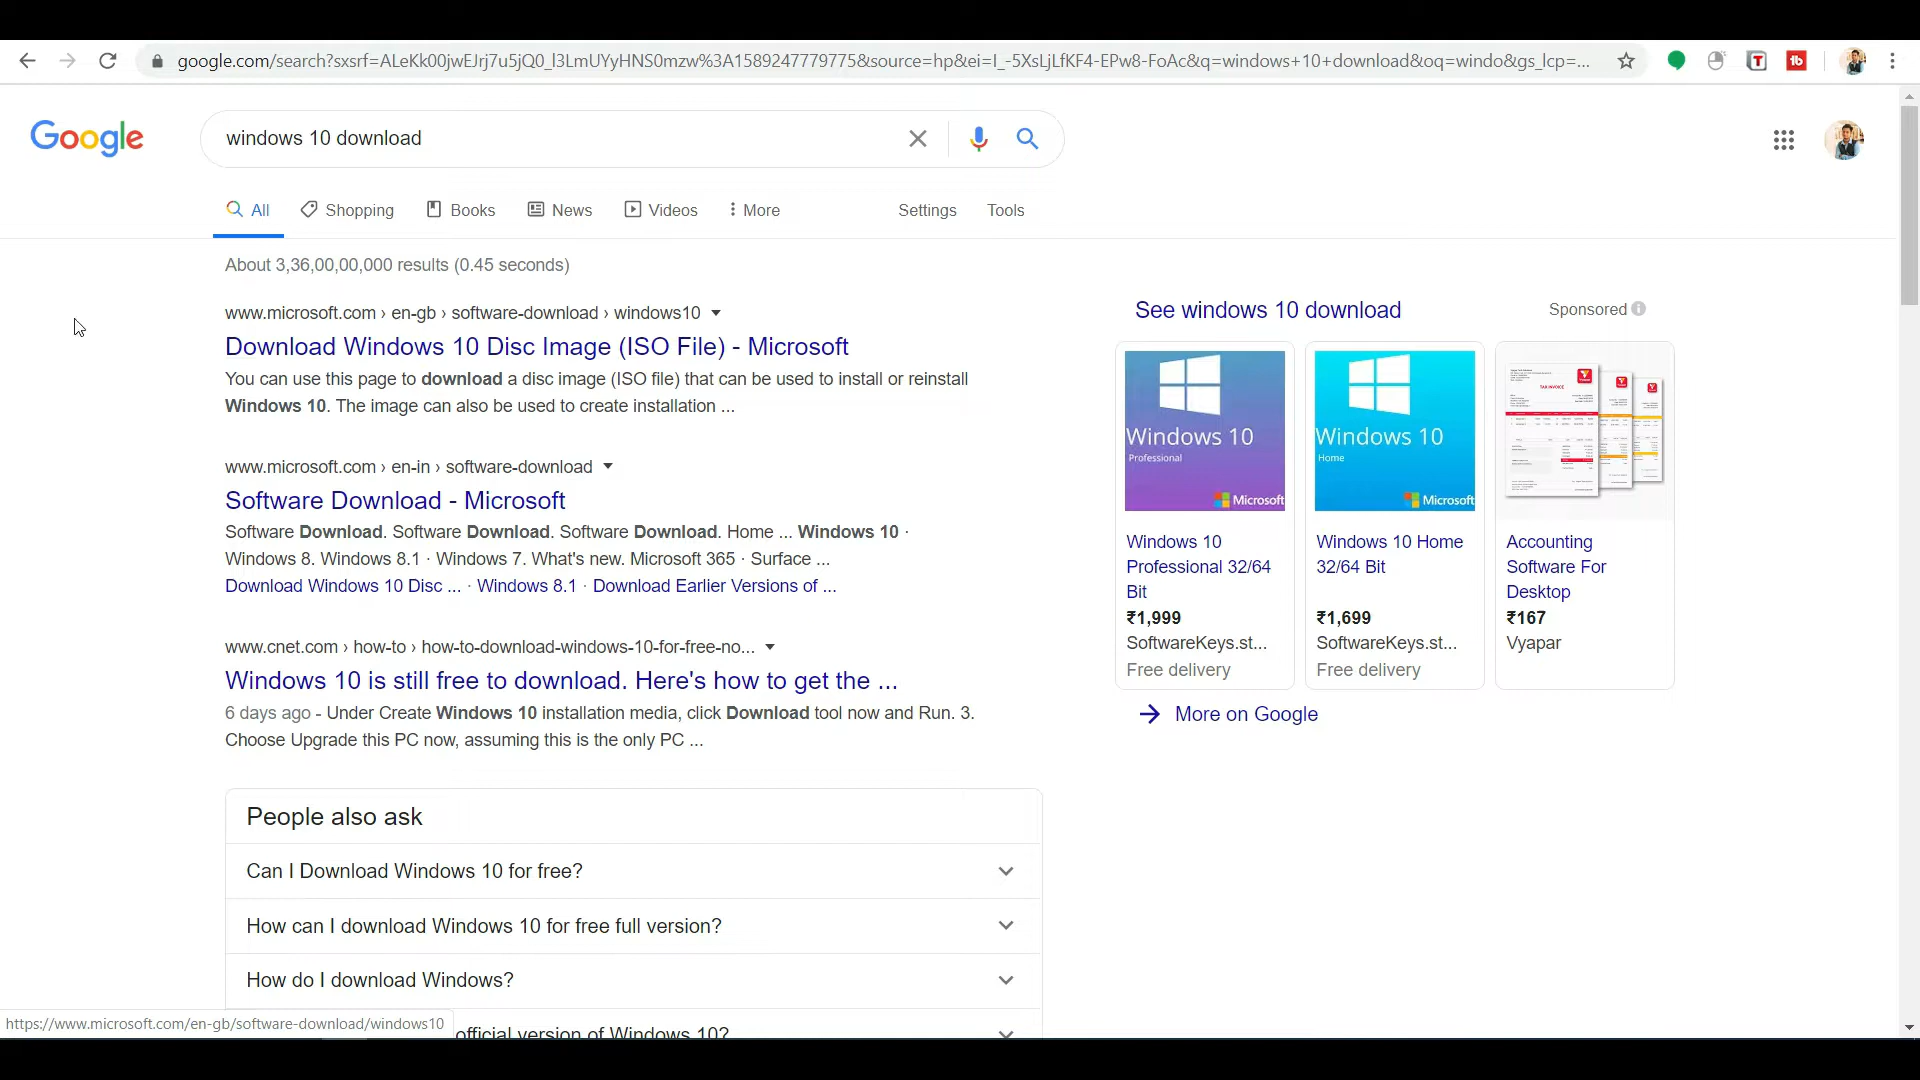 google.com/search?sxsrf=ALeKk00jwEJrj7u5jQ0_l3LmUYyHNS0mzw%3A1589247779775&source=hp&ei=I_-5XsLjLfKF4-EPw8-FoAc&q=windows+10+download&oq=windo&gs_lcp=...
Google
windows 10 download
All
Shopping
Books
News
Videos
More
Settings
Tools
About 3,36,00,00,000 results (0.45 seconds)
www.microsoft.com › en-gb › software-download › windows10
Download Windows 10 Disc Image (ISO File) - Microsoft
You can use this page to download a disc image (ISO file) that can be used to install or reinstall
Windows 10. The image can also be used to create installation ...
www.microsoft.com › en-in › software-download
Software Download - Microsoft
Software Download. Software Download. Software Download. Home ... Windows 10 ·
Windows 8. Windows 8.1 · Windows 7. What's new. Microsoft 365 · Surface ...
Download Windows 10 Disc ... · Windows 8.1 · Download Earlier Versions of ...
www.cnet.com › how-to › how-to-download-windows-10-for-free-no...
Windows 10 is still free to download. Here's how to get the ...
6 days ago - Under Create Windows 10 installation media, click Download tool now and Run. 3.
Choose Upgrade this PC now, assuming this is the only PC ...
People also ask
Can I Download Windows 10 for free?
How can I download Windows 10 for free full version?
How do I download Windows?
official version of Windows 10?
https://www.microsoft.com/en-gb/software-download/windows10
See windows 10 download
Sponsored
Windows 10
Professional
Microsoft
Windows 10
Professional 32/64
Bit
₹1,999
SoftwareKeys.st...
Free delivery
Windows 10
Home
Microsoft
Windows 10 Home
32/64 Bit
₹1,699
SoftwareKeys.st...
Free delivery
TAX INVOICE
Accounting
Software For
Desktop
₹167
Vyapar
More on Google